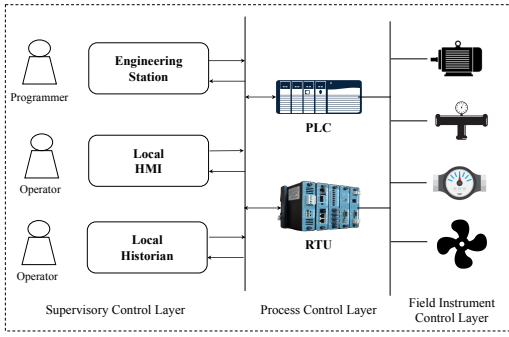 Engineering
Station
Programmer
PLC
Local
HMI
Operator
Local
Historian
RTU
Operator
Supervisory Control Layer
Process Control Layer
Field Instrument
Control Layer